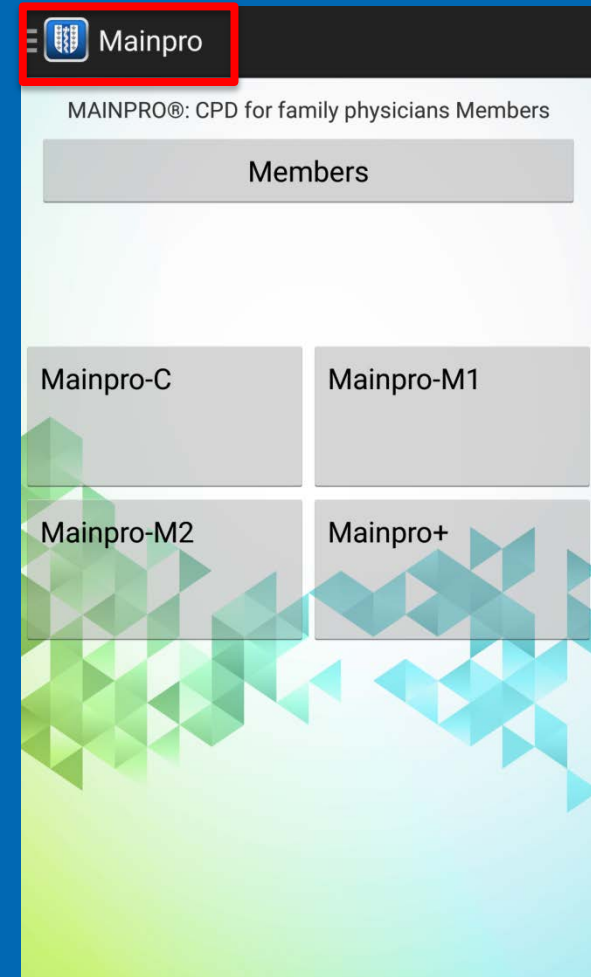 Mainpro
MAINPRO®: CPD for family physicians Members
Members
Mainpro-C
Mainpro-M1
Mainpro-M2
Mainpro+